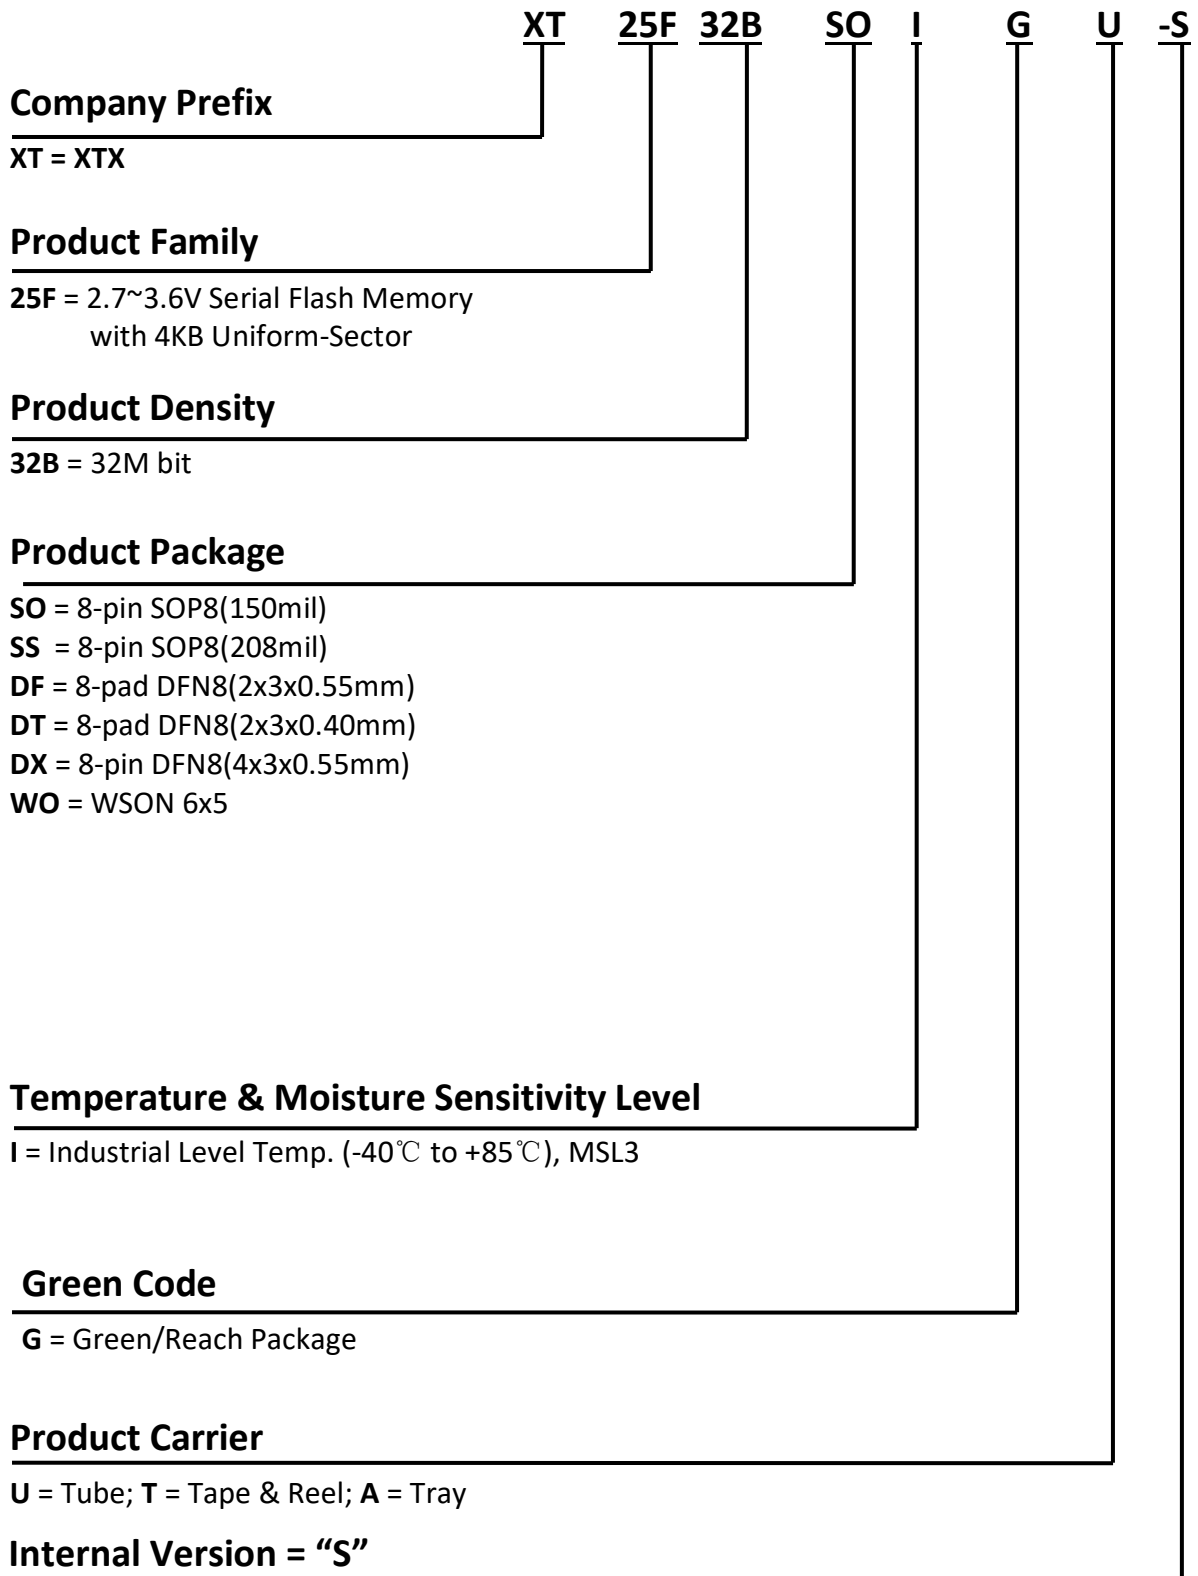 XT 25F 32B SO I G U -S
Company Prefix
XT = XTX
Product Family
25F = 2.7~3.6V Serial Flash Memory
with 4KB Uniform-Sector
Product Density
32B = 32M bit
Product Package
SO = 8-pin SOP8(150mil)
SS = 8-pin SOP8(208mil)
DF = 8-pad DFN8(2x3x0.55mm)
DT = 8-pad DFN8(2x3x0.40mm)
DX = 8-pin DFN8(4x3x0.55mm)
WO = WSON 6x5
Temperature & Moisture Sensitivity Level
I = Industrial Level Temp. (-40℃ to +85℃), MSL3
Green Code
G = Green/Reach Package
Product Carrier
U = Tube; T = Tape & Reel; A = Tray
Internal Version = “S”